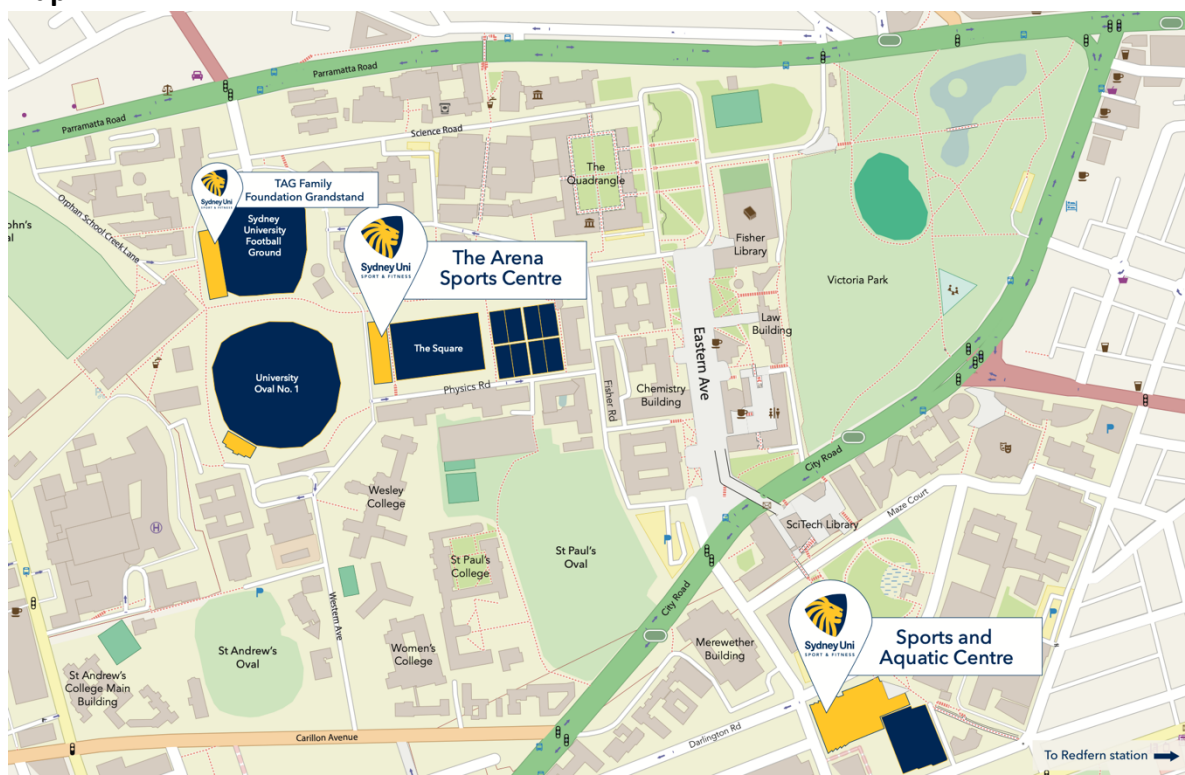 Parramatta Road
Parramatta Road
Science Road
Orphan School Creek Lane
Sydney Uni
SPORT & FITNESS
TAG Family
Foundation Grandstand
Sydney
University
Football
Ground
The
Quadrangle
Sydney Uni
SPORT & FITNESS
The Arena
Sports Centre
Fisher
Library
Victoria Park
Law
Building
Eastern Ave
The Square
University
Oval No. 1
Physics Rd
Fisher Rd
Chemistry
Building
City Road
Maze Court
SciTech Library
Wesley
College
H
P
P
P
P
St Paul's
College
St Paul's
Oval
City Road
Western Ave
Women's
College
St Andrew's
Oval
St Andrew's
College Main
Building
Merewether
Building
Sydney Uni
SPORT & FITNESS
Sports and
Aquatic Centre
Darlington Rd
Carillon Avenue
To Redfern station